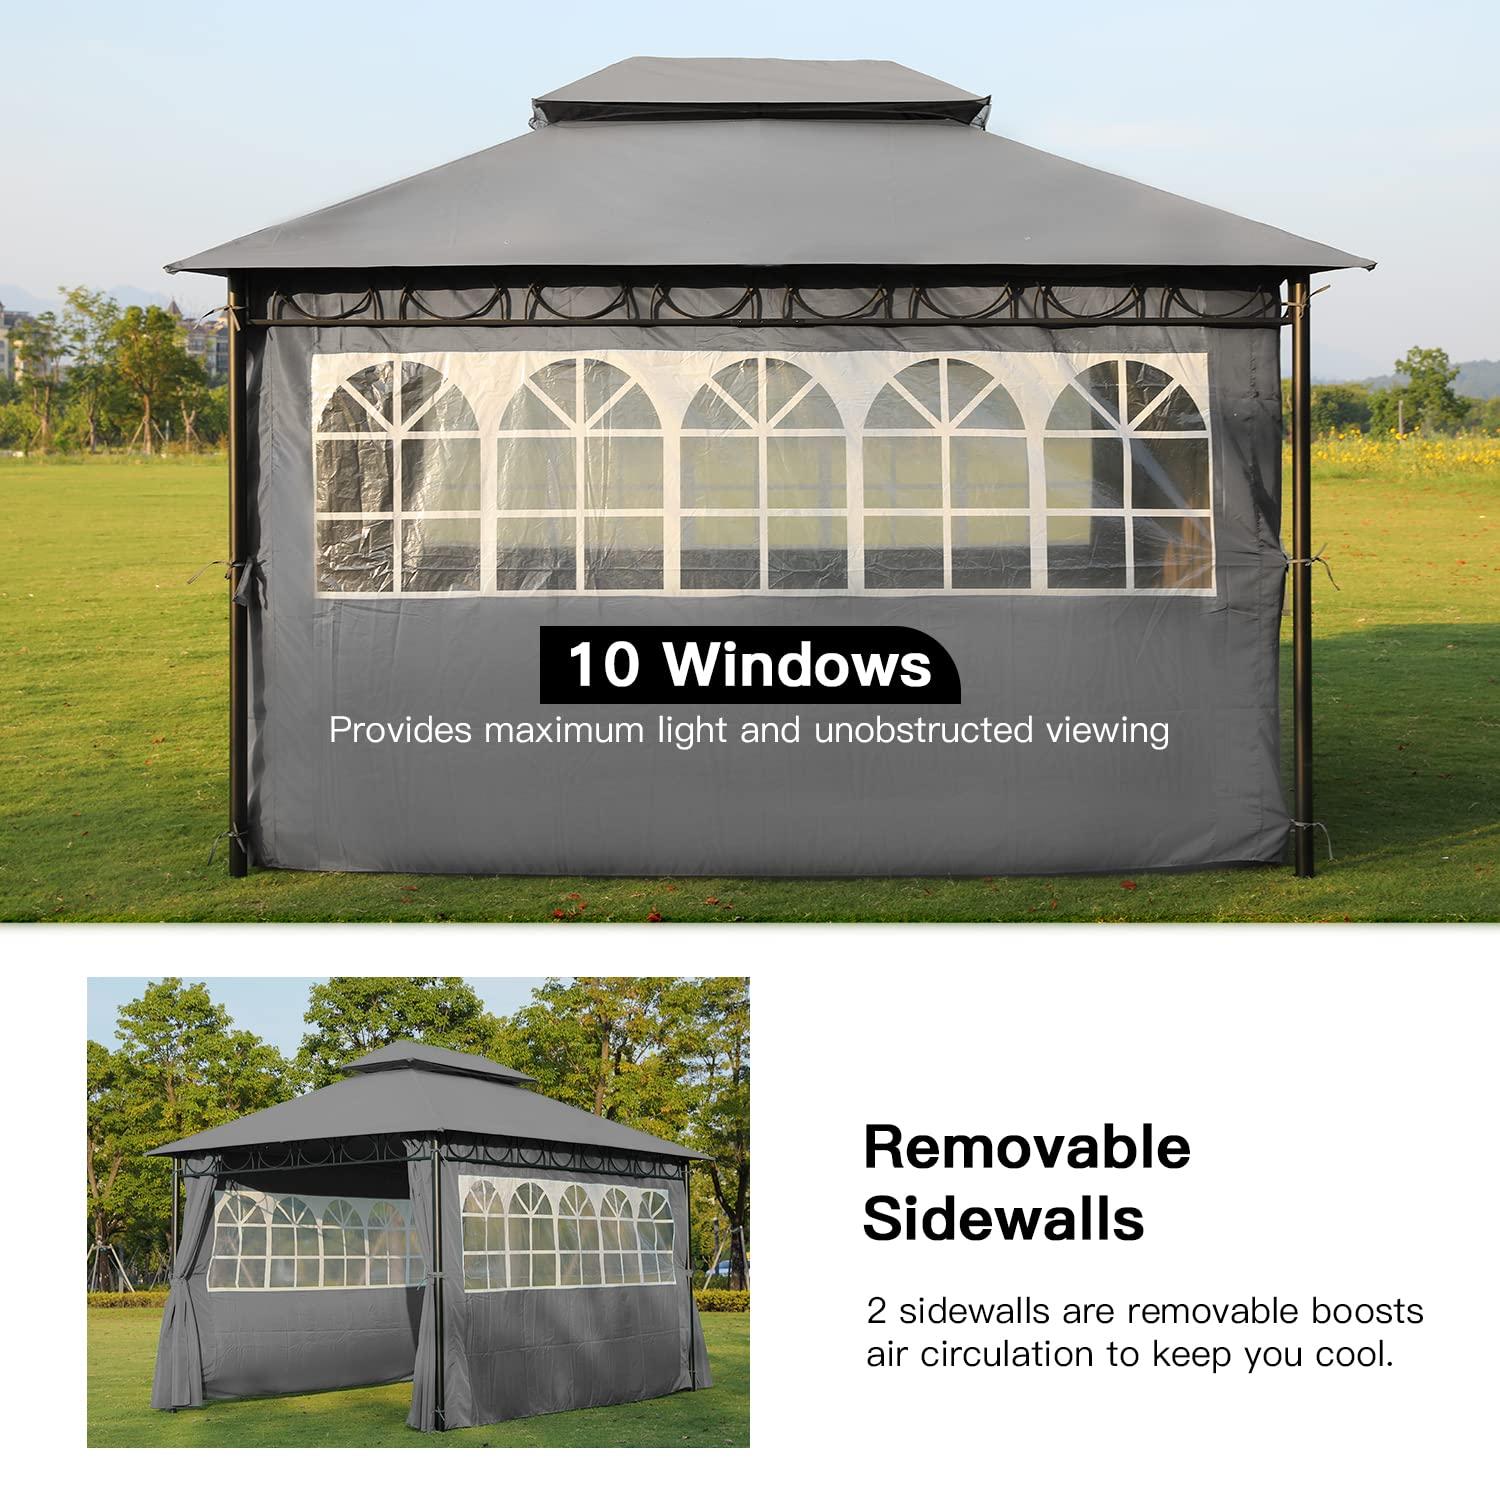 10 Windows
Provides maximum light and unobstructed viewing
Removable
Sidewalls
2 sidewalls are removable boosts
air circulation to keep you cool.